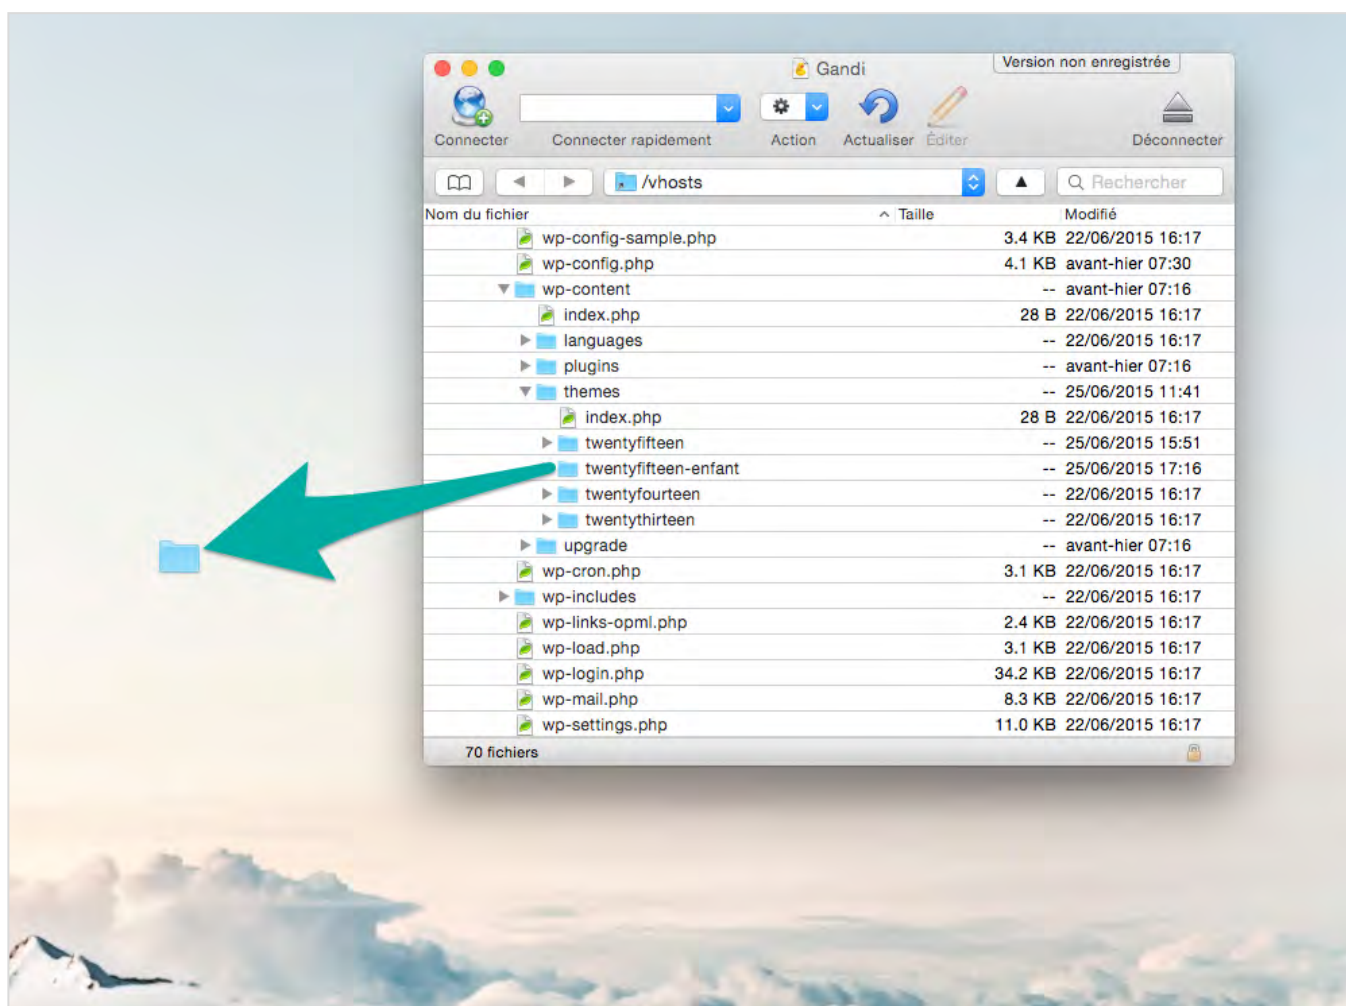 Gandi
Version non enregistrée
Connecter
Connecter rapidement
Action
Actualiser
Éditer
Déconnecter
/vhosts
Rechercher
Nom du fichier Taille Modifié
wp-config-sample.php 3.4 KB 22/06/2015 16:17
wp-config.php 4.1 KB avant-hier 07:30
wp-content -- avant-hier 07:16
index.php 28 B 22/06/2015 16:17
languages -- 22/06/2015 16:17
plugins -- avant-hier 07:16
themes -- 25/06/2015 11:41
index.php 28 B 22/06/2015 16:17
twentyfifteen -- 25/06/2015 15:51
twentyfifteen-enfant -- 25/06/2015 17:16
twentyfourteen -- 22/06/2015 16:17
twentythirteen -- 22/06/2015 16:17
upgrade -- avant-hier 07:16
wp-cron.php 3.1 KB 22/06/2015 16:17
wp-includes -- 22/06/2015 16:17
wp-links-opml.php 2.4 KB 22/06/2015 16:17
wp-load.php 3.1 KB 22/06/2015 16:17
wp-login.php 34.2 KB 22/06/2015 16:17
wp-mail.php 8.3 KB 22/06/2015 16:17
wp-settings.php 11.0 KB 22/06/2015 16:17
70 fichiers